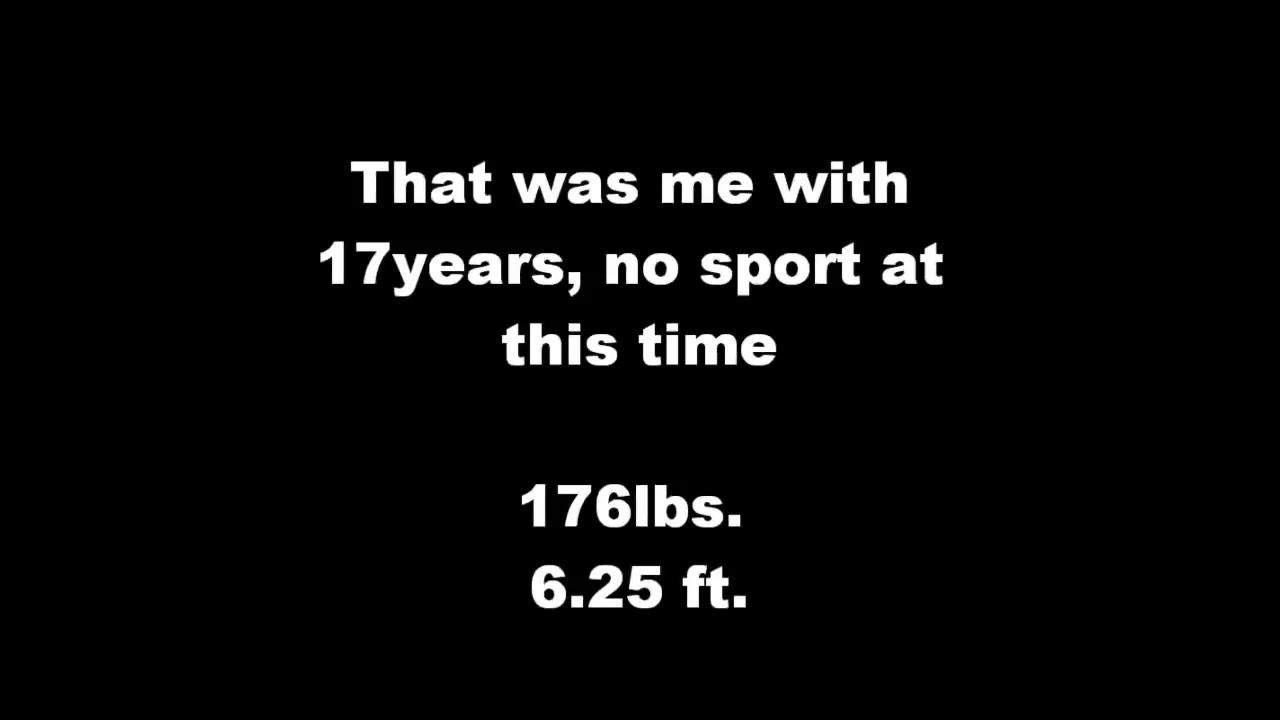 That was me with
17years, no sport at
this time
176lbs.
6.25 ft.